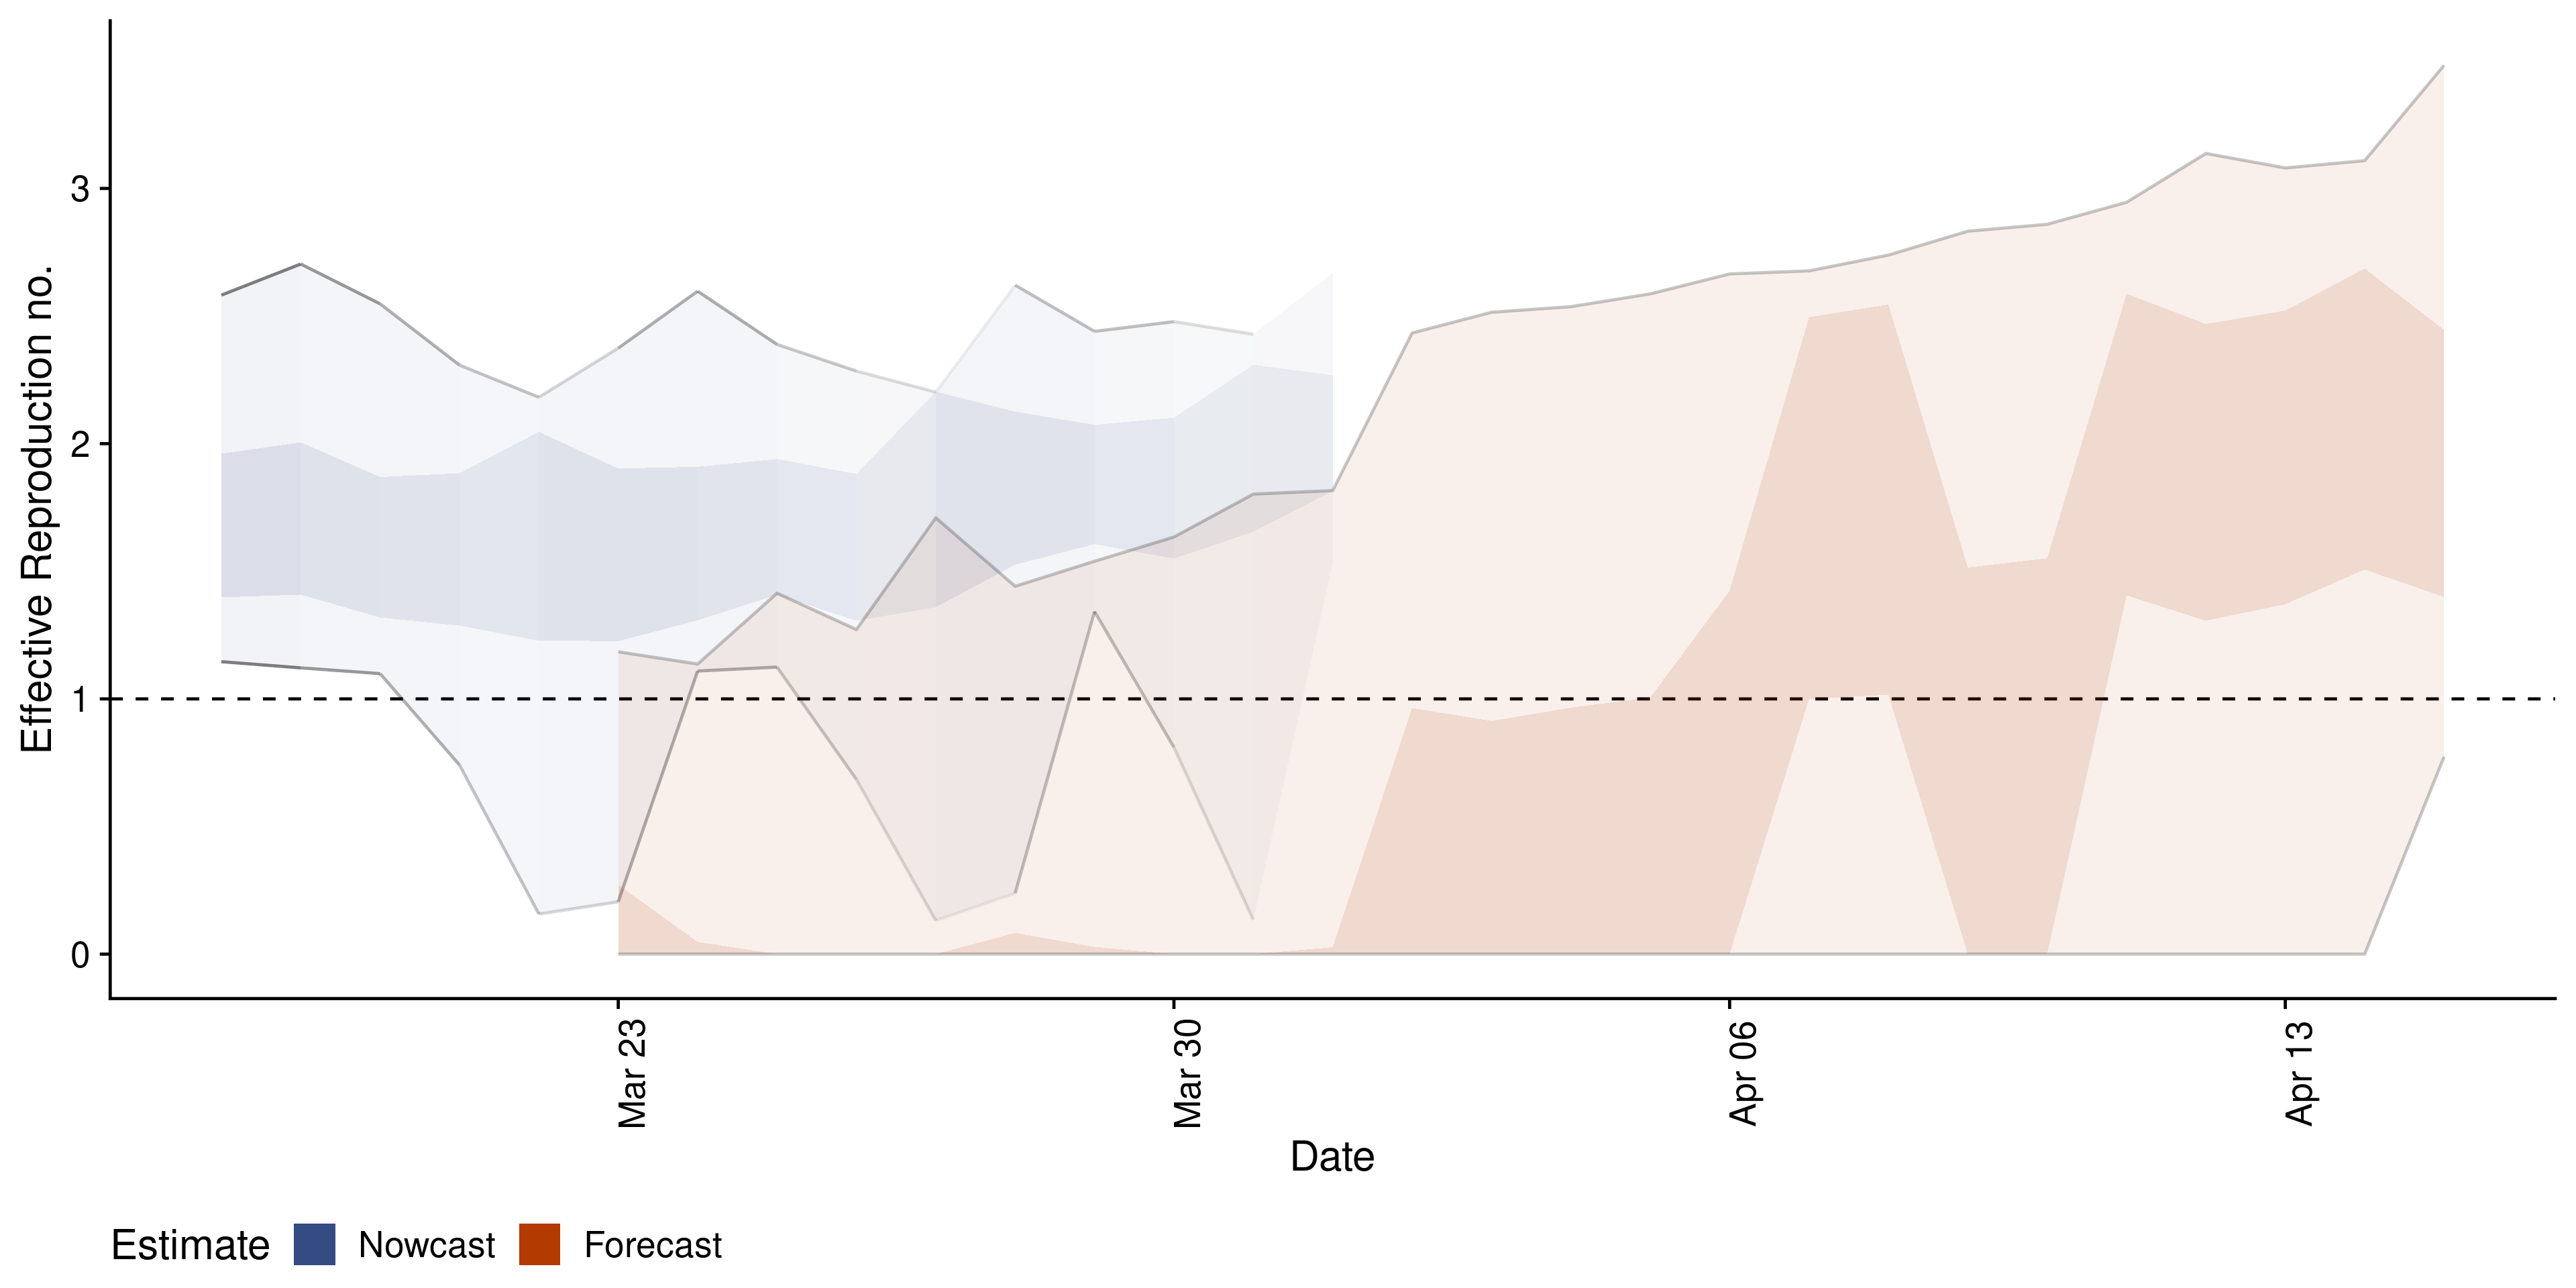 Effective Reproduction no.
3
2
1
0
Mar 23
Mar 30
Apr 06
Apr 13
Date
Estimate Nowcast Forecast